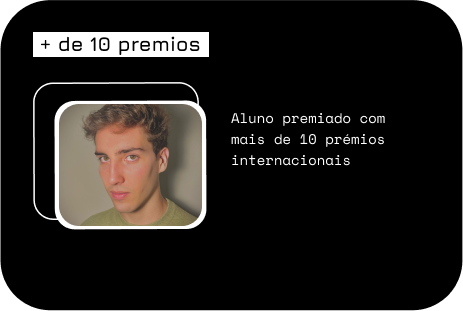 + de 10 premios
Aluno premiado com
mais de 10 prémios
internacionais